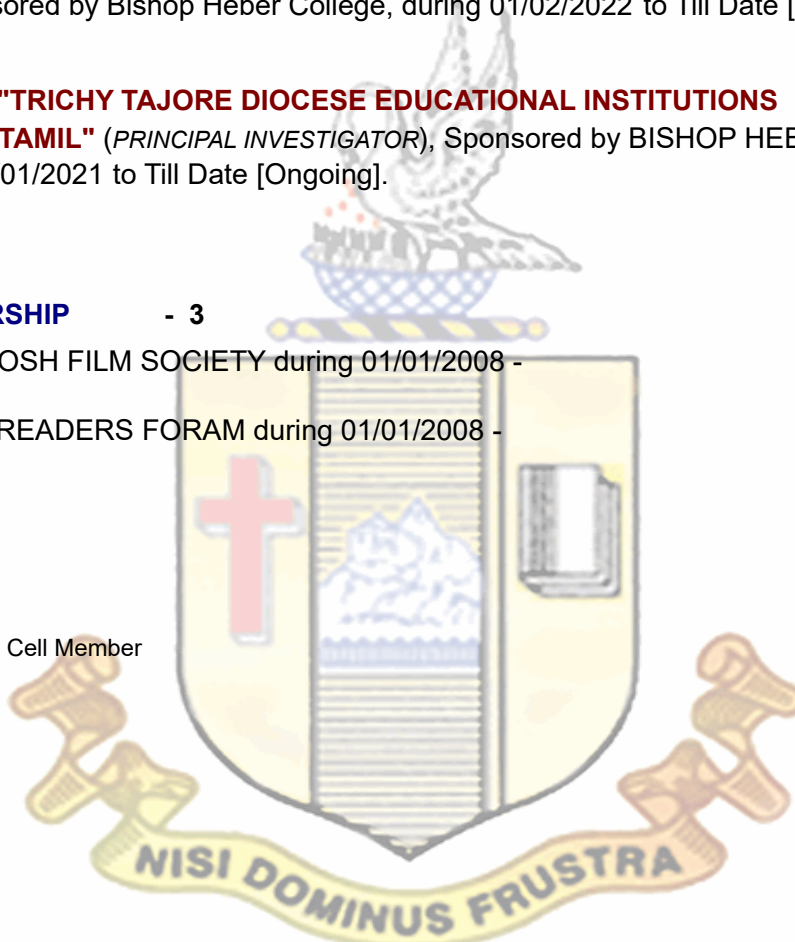 sored by Bishop Heber College, during 01/02/2022 to Till Date [
"TRICHY TAJORE DIOCESE EDUCATIONAL INSTITUTIONS
TAMIL" (PRINCIPAL INVESTIGATOR), Sponsored by BISHOP HEB
01/2021 to Till Date [Ongoing].
RSHIP - 3
OSH FILM SOCIETY during 01/01/2008 -
READERS FORAM during 01/01/2008 -
Cell Member
NISI DOMINUS FRUSTRA